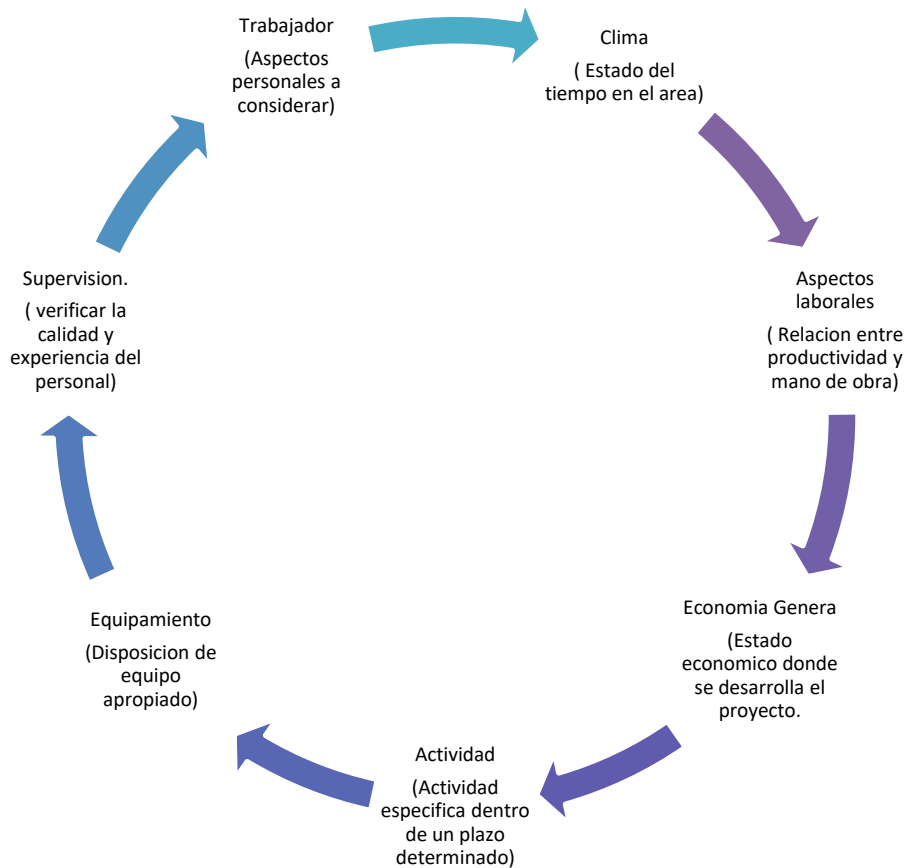 Trabajador
(Aspectos
personales a
considerar)
Clima
( Estado del
tiempo en el area)
Aspectos
laborales
( Relacion entre
productividad y
mano de obra)
Economia Genera
(Estado
economico donde
se desarrolla el
proyecto.
Actividad
(Actividad
especifica dentro
de un plazo
determinado)
Equipamiento
(Disposicion de
equipo
apropiado)
Supervision.
( verificar la
calidad y
experiencia del
personal)